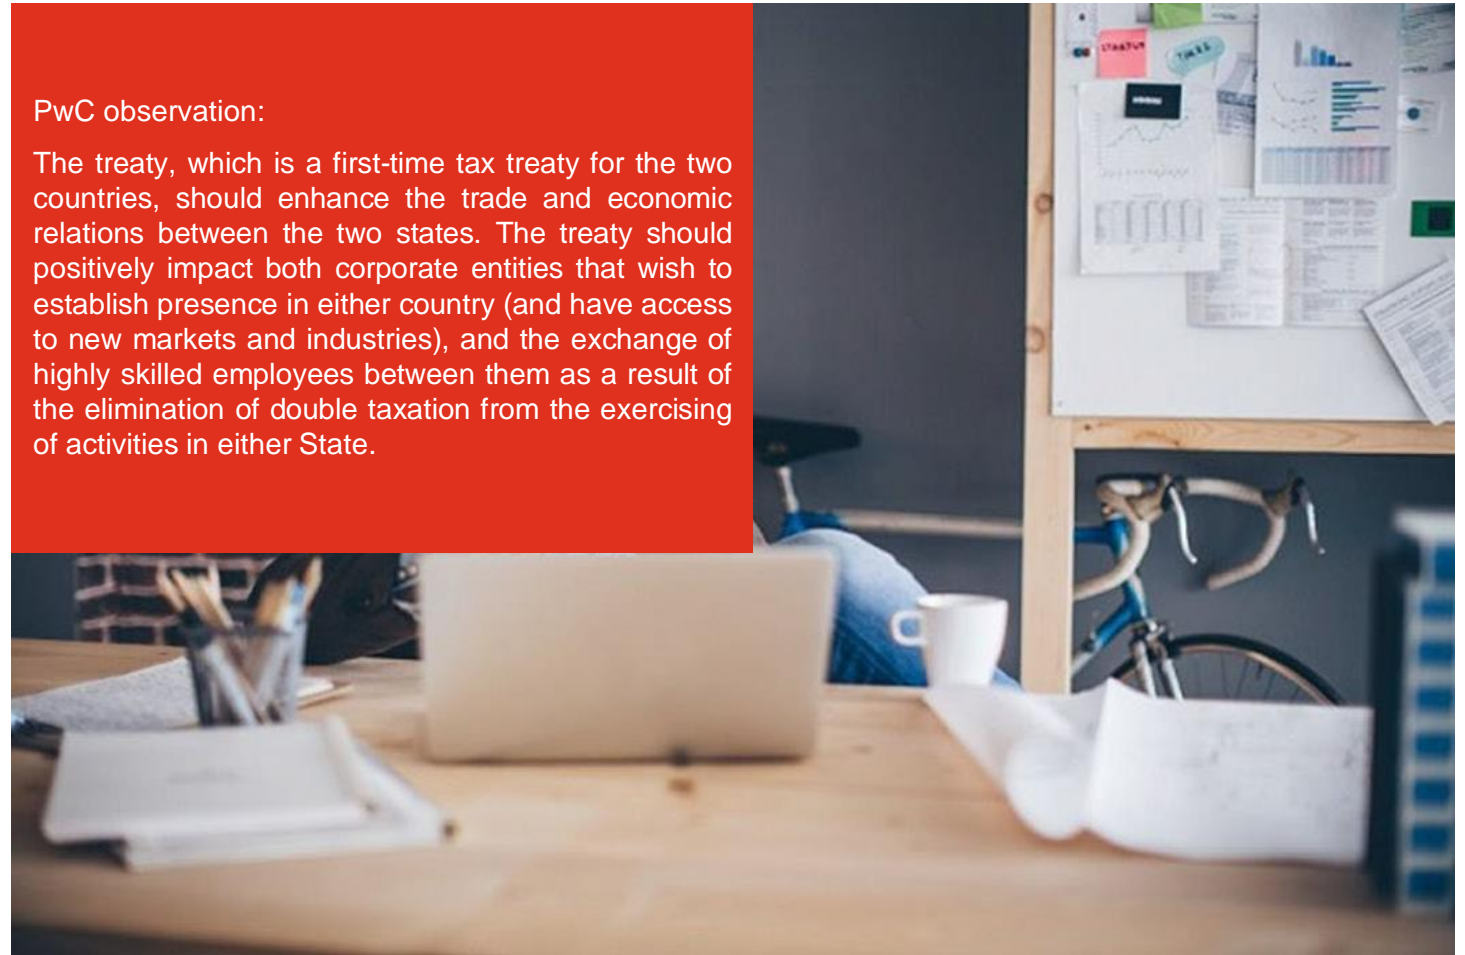 PwC observation:
The treaty, which is a first-time tax treaty for the two
countries, should enhance the trade and economic
relations between the two states. The treaty should
positively impact both corporate entities that wish to
establish presence in either country (and have access
to new markets and industries), and the exchange of
highly skilled employees between them as a result of
the elimination of double taxation from the exercising
of activities in either State.
STARTUP